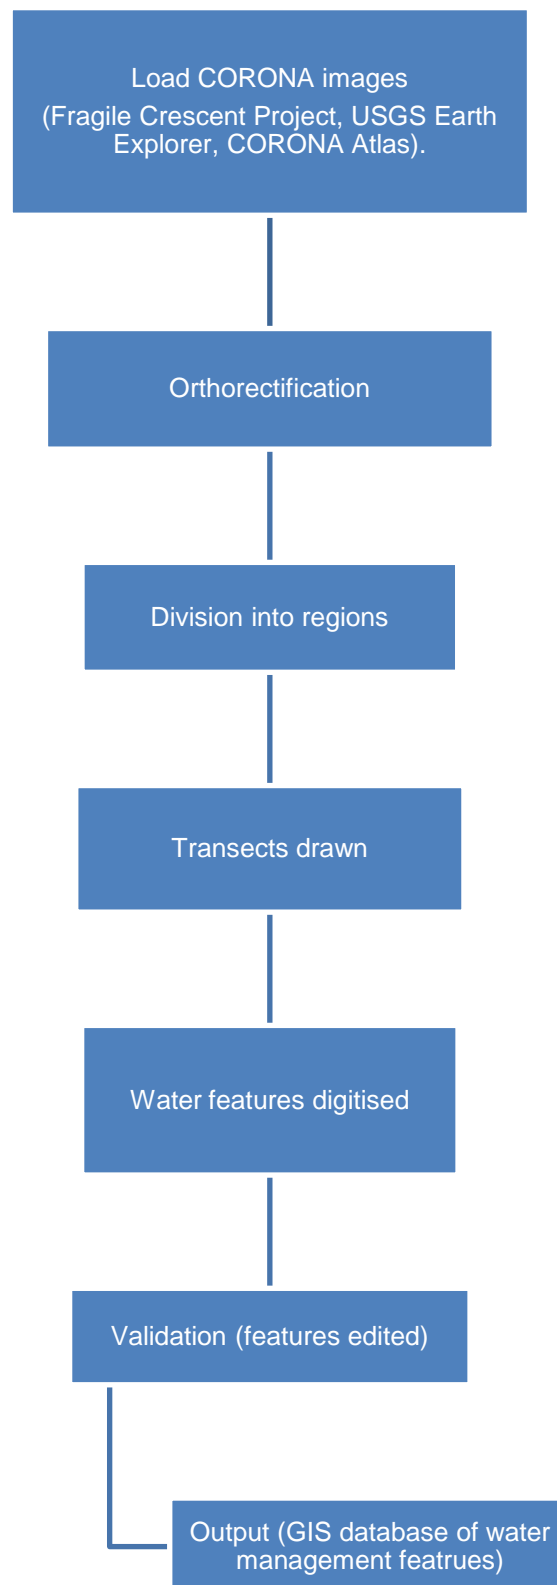 Load CORONA images
(Fragile Crescent Project, USGS Earth
Explorer, CORONA Atlas).
Orthorectification
Division into regions
Transects drawn
Water features digitised
Validation (features edited)
Output (GIS database of water
management featrues)